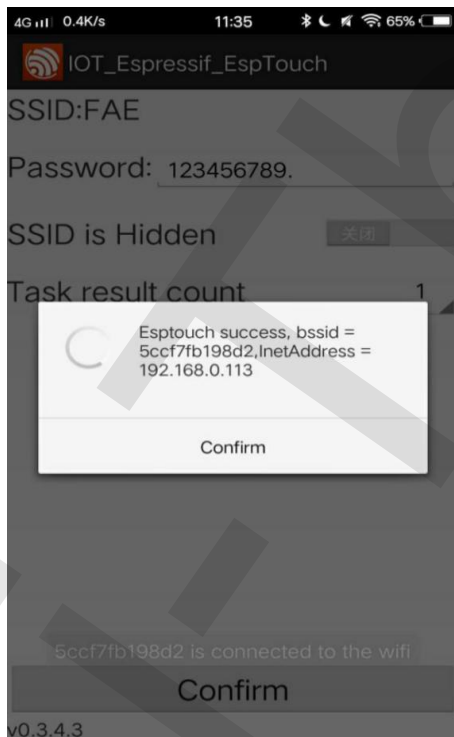 4G 0.4K/s 11:35 65%
IOT_Espressif_EspTouch
SSID:FAE
Password: 123456789.
SSID is Hidden 关闭
Task result count 1
Esptouch success, bssid =
5ccf7fb198d2,InetAddress =
192.168.0.113
Confirm
5ccf7fb198d2 is connected to the wifi
Confirm
v0.3.4.3